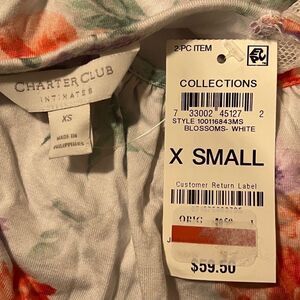 CHARTER CLUB
INTIMATES
XS
MADE IN
PHILIPPINES
2-PC ITEM
COLLECTIONS
7 33002 45127 2
STYLE 100116843MS
BLOSSOMS- WHITE
X SMALL
Customer Return Label
ORIG
$59.50